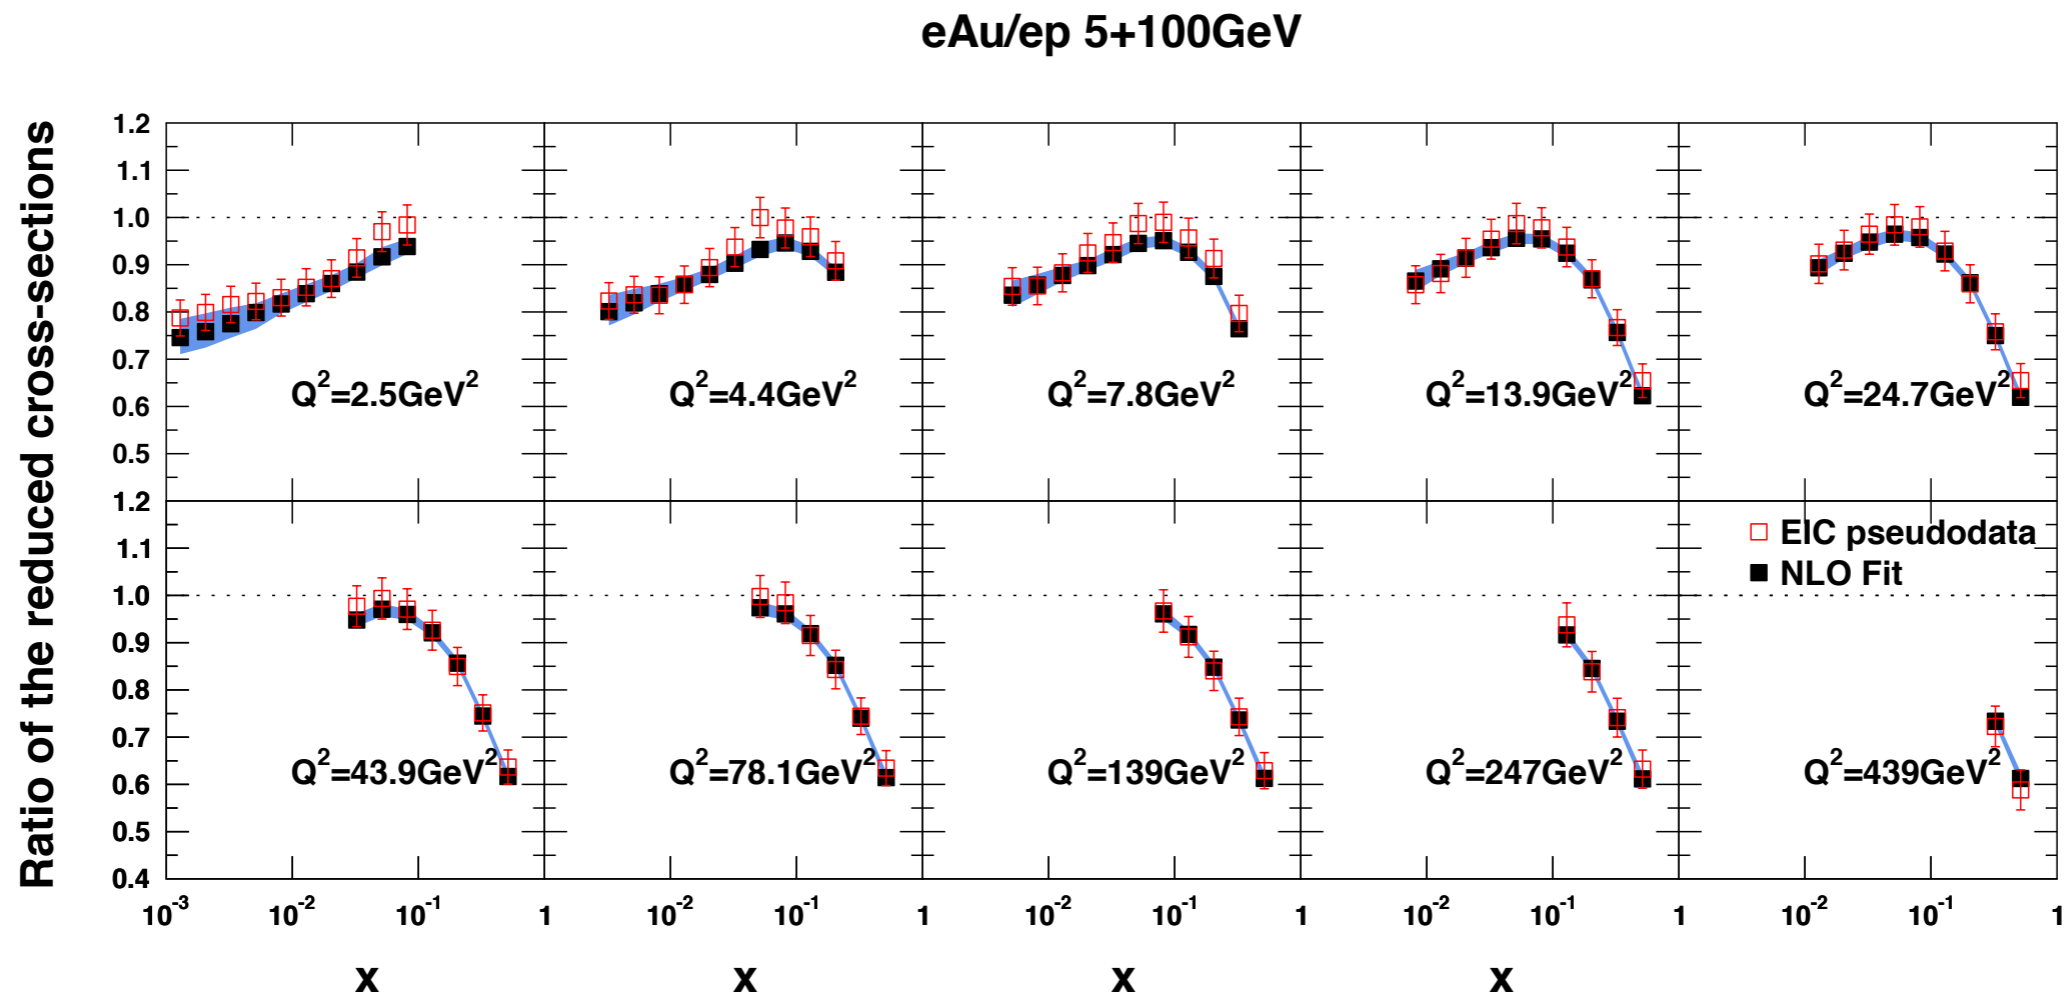 eAu/ep 5+100GeV
Ratio of the reduced cross-sections
1.2
1.1
1.0
0.9
0.8
0.7
0.6
0.5
Q²=2.5GeV²
Q²=4.4GeV²
Q²=7.8GeV²
Q²=13.9GeV²
Q²=24.7GeV²
1.2
1.1
1.0
0.9
0.8
0.7
0.6
0.5
0.4
EIC pseudodata
NLO Fit
Q²=43.9GeV²
Q²=78.1GeV²
Q²=139GeV²
Q²=247GeV²
Q²=439GeV²
10⁻³ 10⁻² 10⁻¹ 1 10⁻² 10⁻¹ 1 10⁻² 10⁻¹ 1 10⁻² 10⁻¹ 1 10⁻² 10⁻¹ 1
x x x x